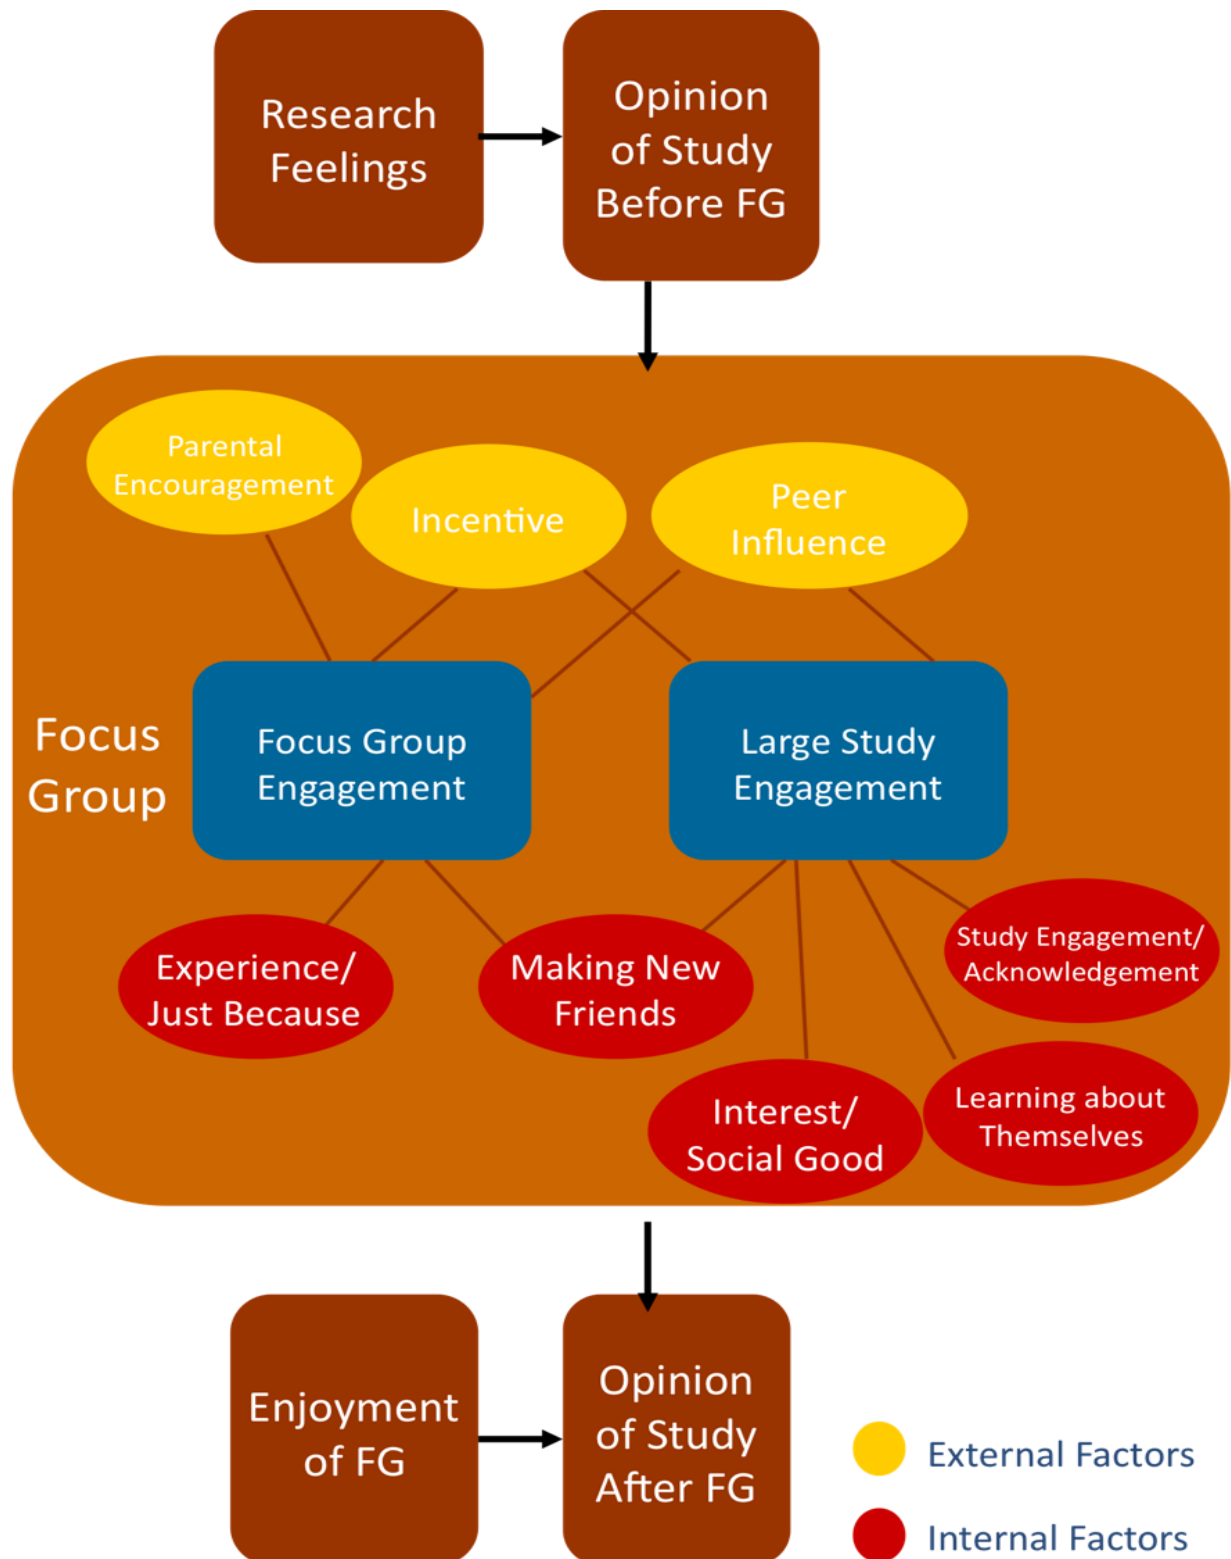 Research
Feelings
Opinion
of Study
Before FG
Parental
Encouragement
Incentive
Peer
Influence
Focus
Group
Focus Group
Engagement
Large Study
Engagement
Experience/
Just Because
Making New
Friends
Study Engagement/
Acknowledgement
Interest/
Social Good
Learning about
Themselves
Enjoyment
of FG
Opinion
of Study
After FG
External Factors
Internal Factors